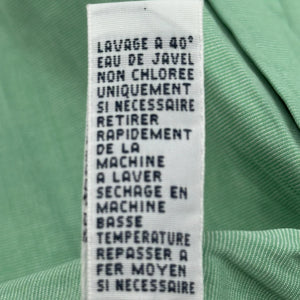 LAVAGE A 40°
EAU DE JAVEL
NON CHLOREE
UNIQUEMENT
SI NECESSAIRE
RETIRER
RAPIDEMENT
DE LA
MACHINE
A LAVER
SECHAGE EN
MACHINE
BASSE
TEMPERATURE
REPASSER A
FER MOYEN
SI NECESSAIRE